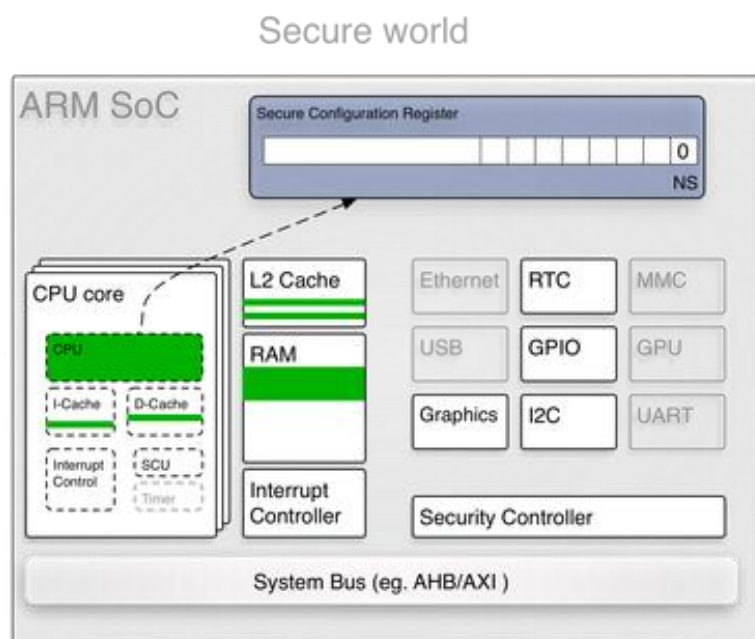 Secure world
ARM SoC
Secure Configuration Register
0
NS
CPU core
CPU
I-Cache
D-Cache
Interrupt
Control
SCU
Timer
L2 Cache
RAM
Interrupt
Controller
Ethernet
RTC
MMC
USB
GPIO
GPU
Graphics
I2C
UART
Security Controller
System Bus (eg. AHB/AXI )